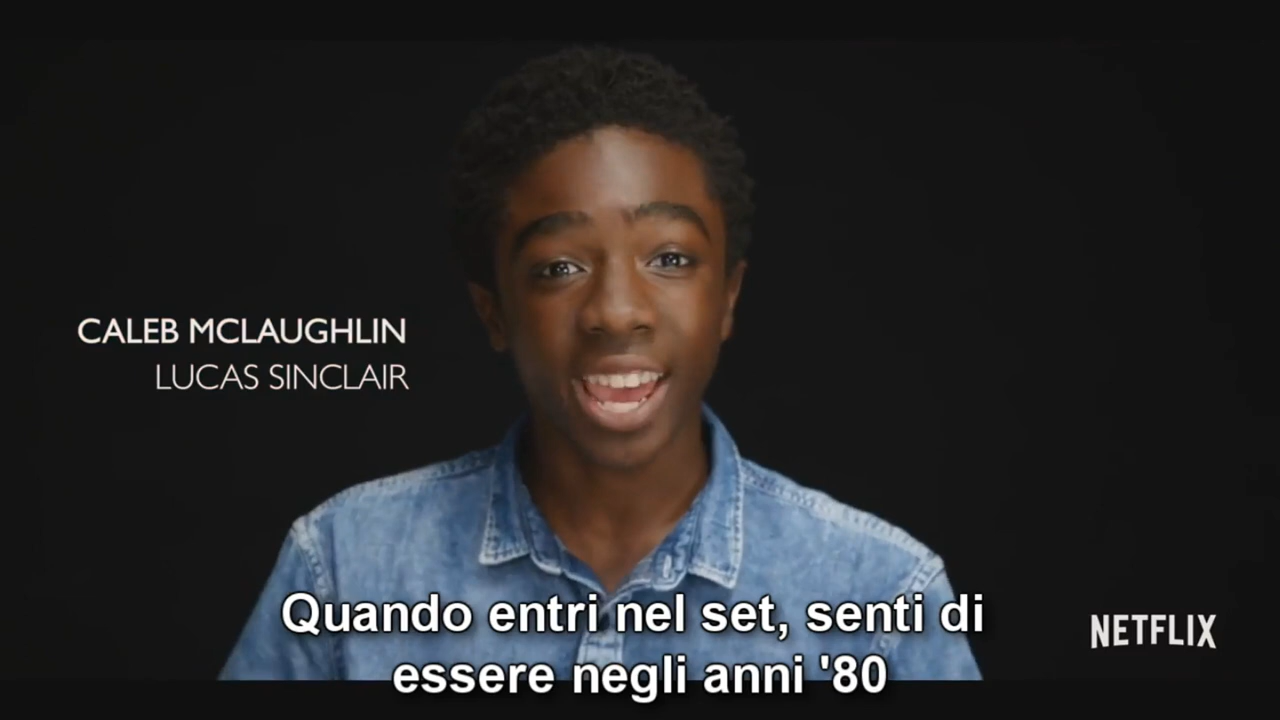 CALEB MCLAUGHLIN
LUCAS SINCLAIR
Quando entri nel set, senti di
essere negli anni '80
NETFLIX